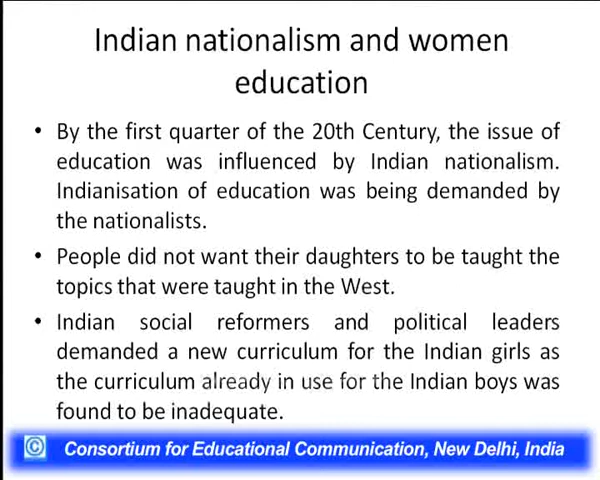 Indian nationalism and women
education
• By the first quarter of the 20th Century, the issue of
education was influenced by Indian nationalism.
Indianisation of education was being demanded by
the nationalists.
• People did not want their daughters to be taught the
topics that were taught in the West.
• Indian social reformers and political leaders
demanded a new curriculum for the Indian girls as
the curriculum already in use for the Indian boys was
found to be inadequate.
© Consortium for Educational Communication, New Delhi, India